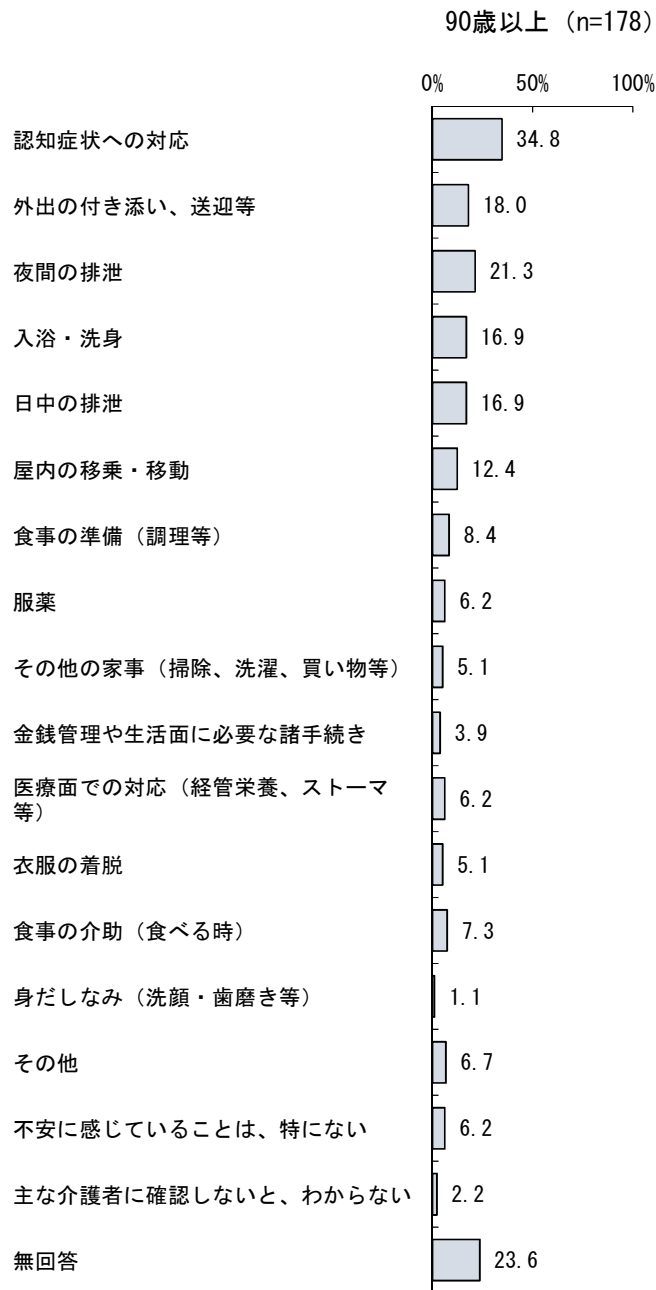 90歳以上（n=178）
0% 50% 100%
認知症状への対応 34.8
外出の付き添い、送迎等 18.0
夜間の排泄 21.3
入浴・洗身 16.9
日中の排泄 16.9
屋内の移乗・移動 12.4
食事の準備（調理等） 8.4
服薬 6.2
その他の家事（掃除、洗濯、買い物等） 5.1
金銭管理や生活面に必要な諸手続き 3.9
医療面での対応（経管栄養、ストーマ
等） 6.2
衣服の着脱 5.1
食事の介助（食べる時） 7.3
身だしなみ（洗顔・歯磨き等） 1.1
その他 6.7
不安に感じていることは、特にない 6.2
主な介護者に確認しないと、わからない 2.2
無回答 23.6